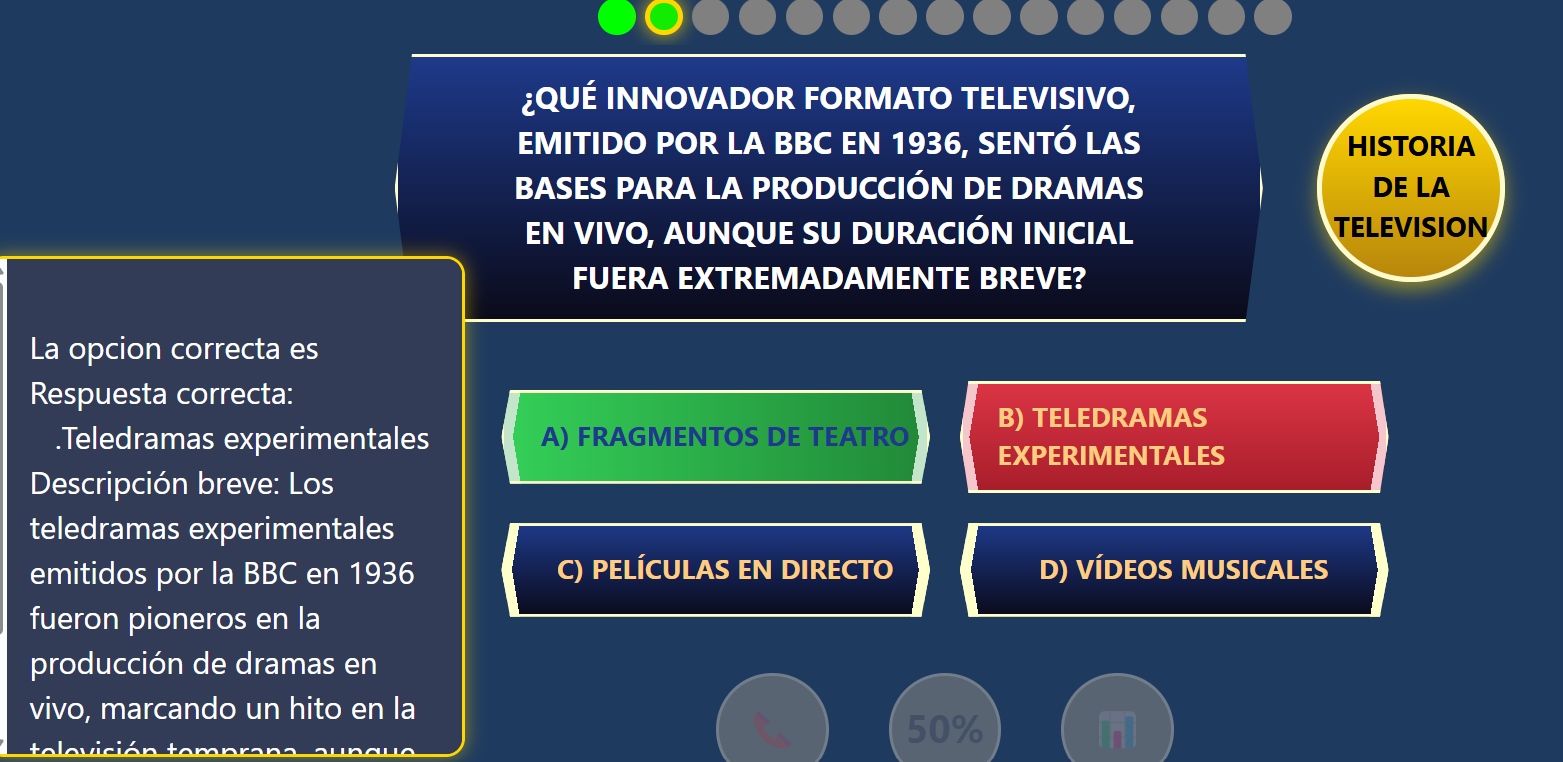 ¿QUÉ INNOVADOR FORMATO TELEVISIVO,
EMITIDO POR LA BBC EN 1936, SENTÓ LAS
BASES PARA LA PRODUCCIÓN DE DRAMAS
EN VIVO, AUNQUE SU DURACIÓN INICIAL
FUERA EXTREMADAMENTE BREVE?
HISTORIA
DE LA
TELEVISION
La opcion correcta es
Respuesta correcta:
.Teledramas experimentales
Descripción breve: Los
teledramas experimentales
emitidos por la BBC en 1936
fueron pioneros en la
producción de dramas en
vivo, marcando un hito en la
televisión temprana, aunque
A) FRAGMENTOS DE TEATRO
B) TELEDRAMAS
EXPERIMENTALES
C) PELÍCULAS EN DIRECTO
D) VÍDEOS MUSICALES
50%